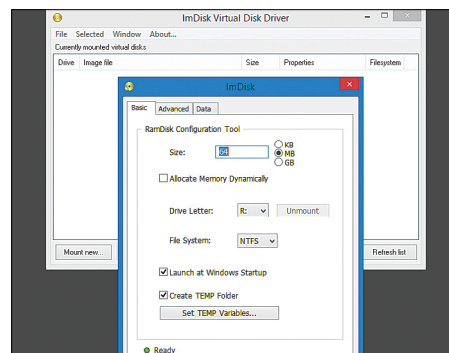 ImDisk Virtual Disk Driver
File Selected Window About...
Currently mounted virtual disks
Drive Image file Size Properties Filesystem
ImDisk
Basic Advanced Data
RamDisk Configuration Tool
Size: 64 KB
MB
GB
Allocate Memory Dynamically
Drive Letter: R: Unmount
File System: NTFS
Mount new... Refresh list
Launch at Windows Startup
Create TEMP Folder
Set TEMP Variables...
Ready